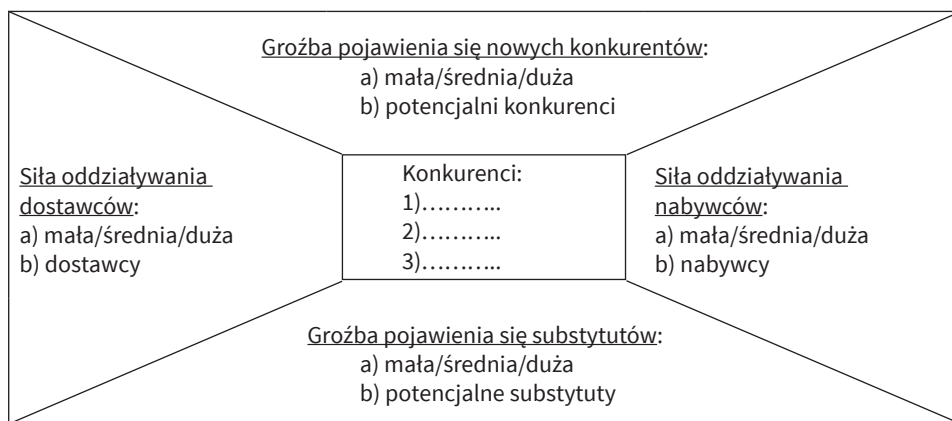 Groźba pojawienia się nowych konkurentów:
a) mała/średnia/duża
b) potencjalni konkurenci
Siła oddziaływania
dostawców:
a) mała/średnia/duża
b) dostawcy
Konkurenci:
1)………..
2)………..
3)………..
Siła oddziaływania
nabywców:
a) mała/średnia/duża
b) nabywcy
Groźba pojawienia się substytutów:
a) mała/średnia/duża
b) potencjalne substytuty